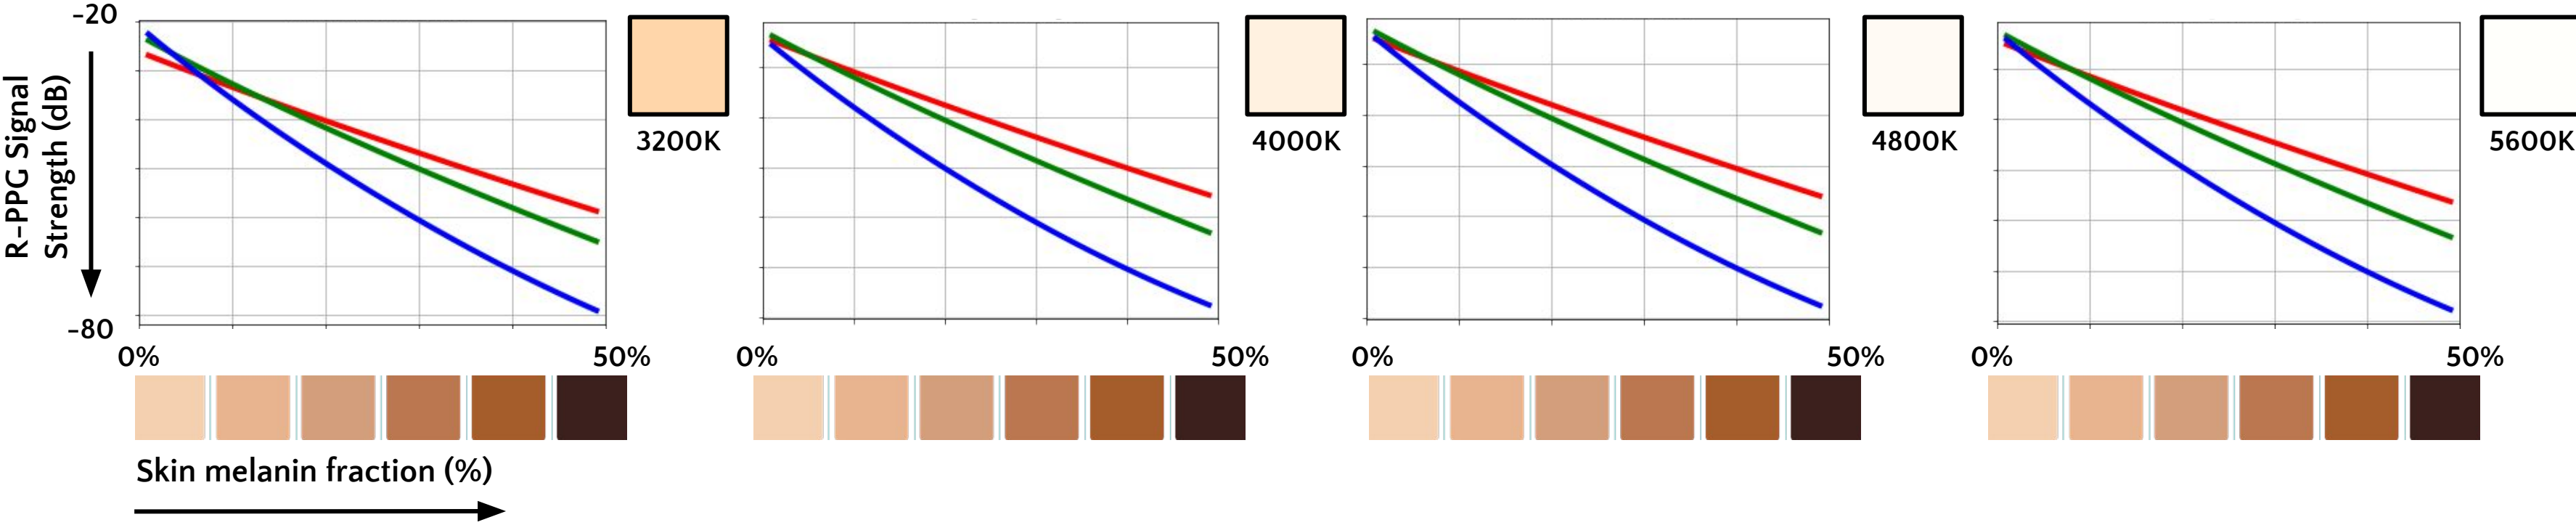 -20
R-PPG Signal
Strength (dB)
-80
3200K
4000K
4800K
5600K
0%
50%
0%
50%
0%
50%
0%
50%
Skin melanin fraction (%)